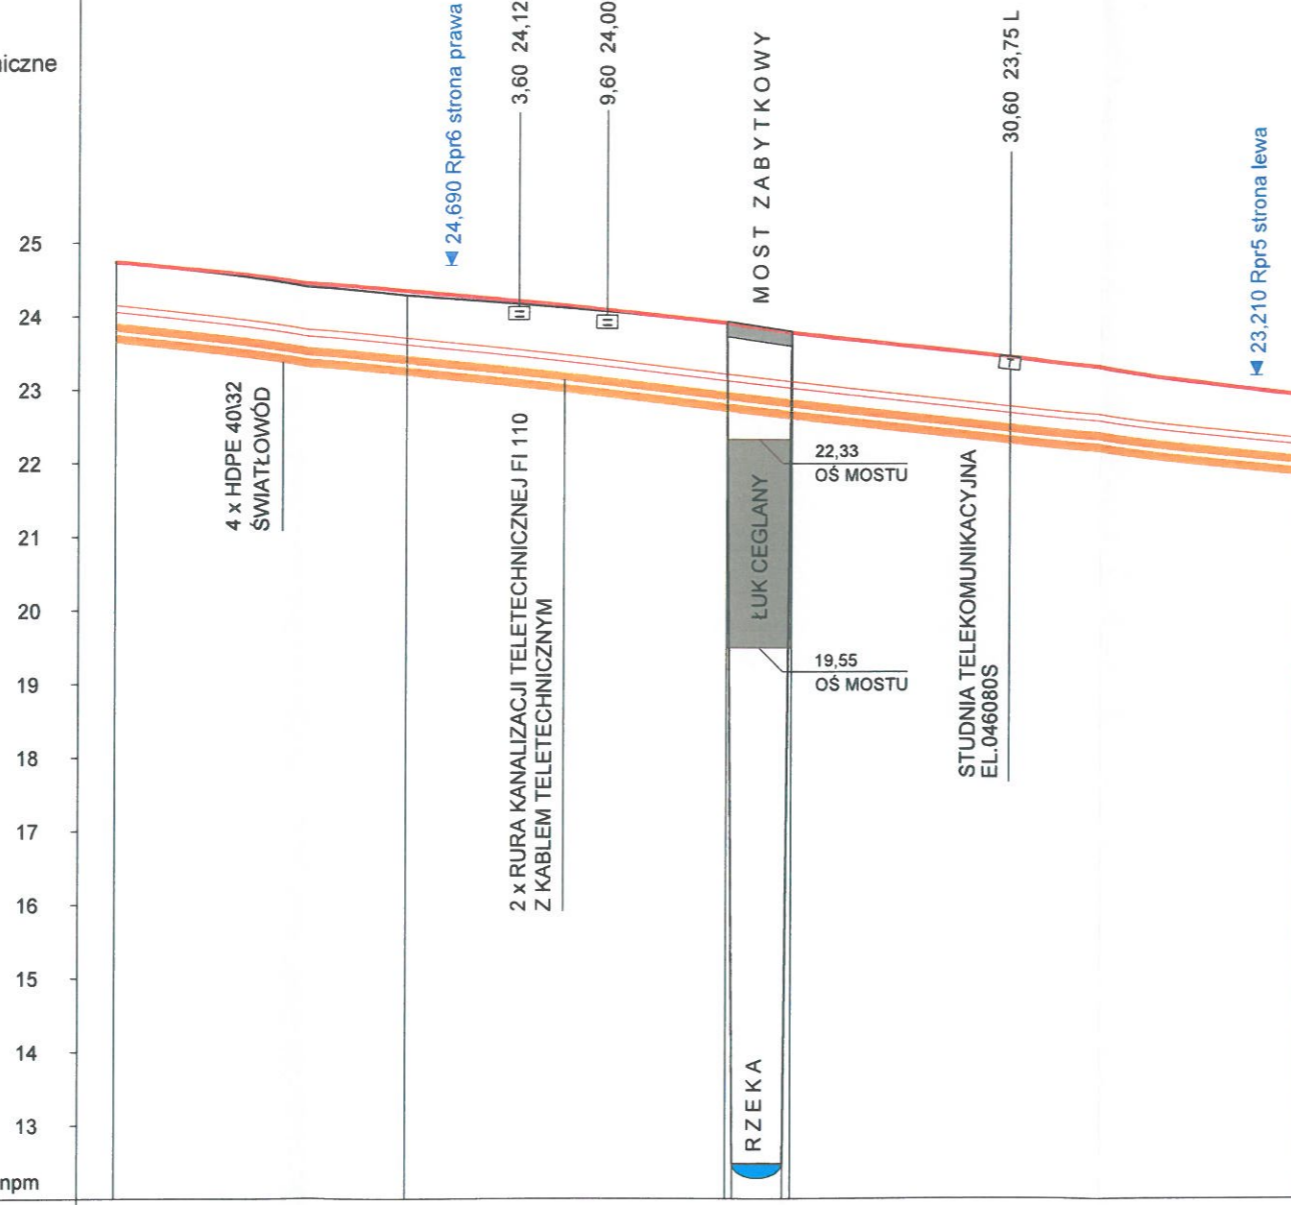 niczne
24,690 Rpr6 strona prawa
3,60 24,12
9,60 24,00
MOST ZABYTKOWY
30,60 23,75 L
23,210 Rpr5 strona lewa
25
24
23
22
21
20
19
18
17
16
15
14
13
npm
4 x HDPE 40\32
ŚWIATŁOWÓD
2 x RURA KANALIZACJI TELETECHNICZNEJ FI 110
Z KABLEM TELETECHNICZNYM
22,33
OŚ MOSTU
ŁUK CEGLANY
19,55
OŚ MOSTU
STUDNIA TELEKOMUNIKACYJNA
EL.046080S
T
RZEKA